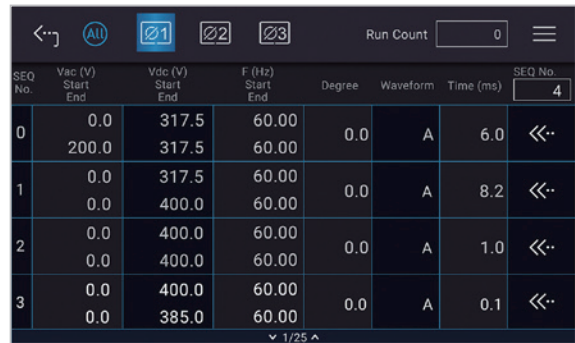 All Ø1 Ø2 Ø3 Run Count 0
SEQ No. Vac (V) Start End Vdc (V) Start End F (Hz) Start End Degree Waveform Time (ms) SEQ No. 4
0 0.0 317.5 60.00 0.0 A 6.0
200.0 317.5 60.00
1 0.0 317.5 60.00 0.0 A 8.2
0.0 400.0 60.00
2 0.0 400.0 60.00 0.0 A 1.0
0.0 400.0 60.00
3 0.0 400.0 60.00 0.0 A 0.1
0.0 385.0 60.00
1/25